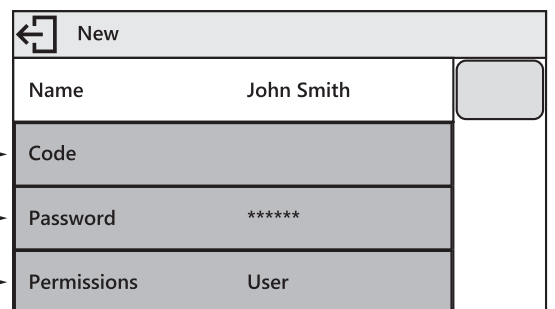 New
Name John Smith
Code
Password ******
Permissions User